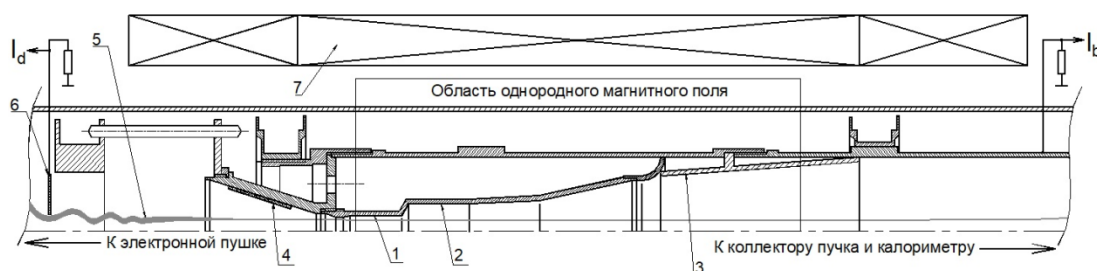 I_d
5
I_b
7
6
Область однородного магнитного поля
К электронной пушке
4
1
2
3
К коллектору пучка и калориметру